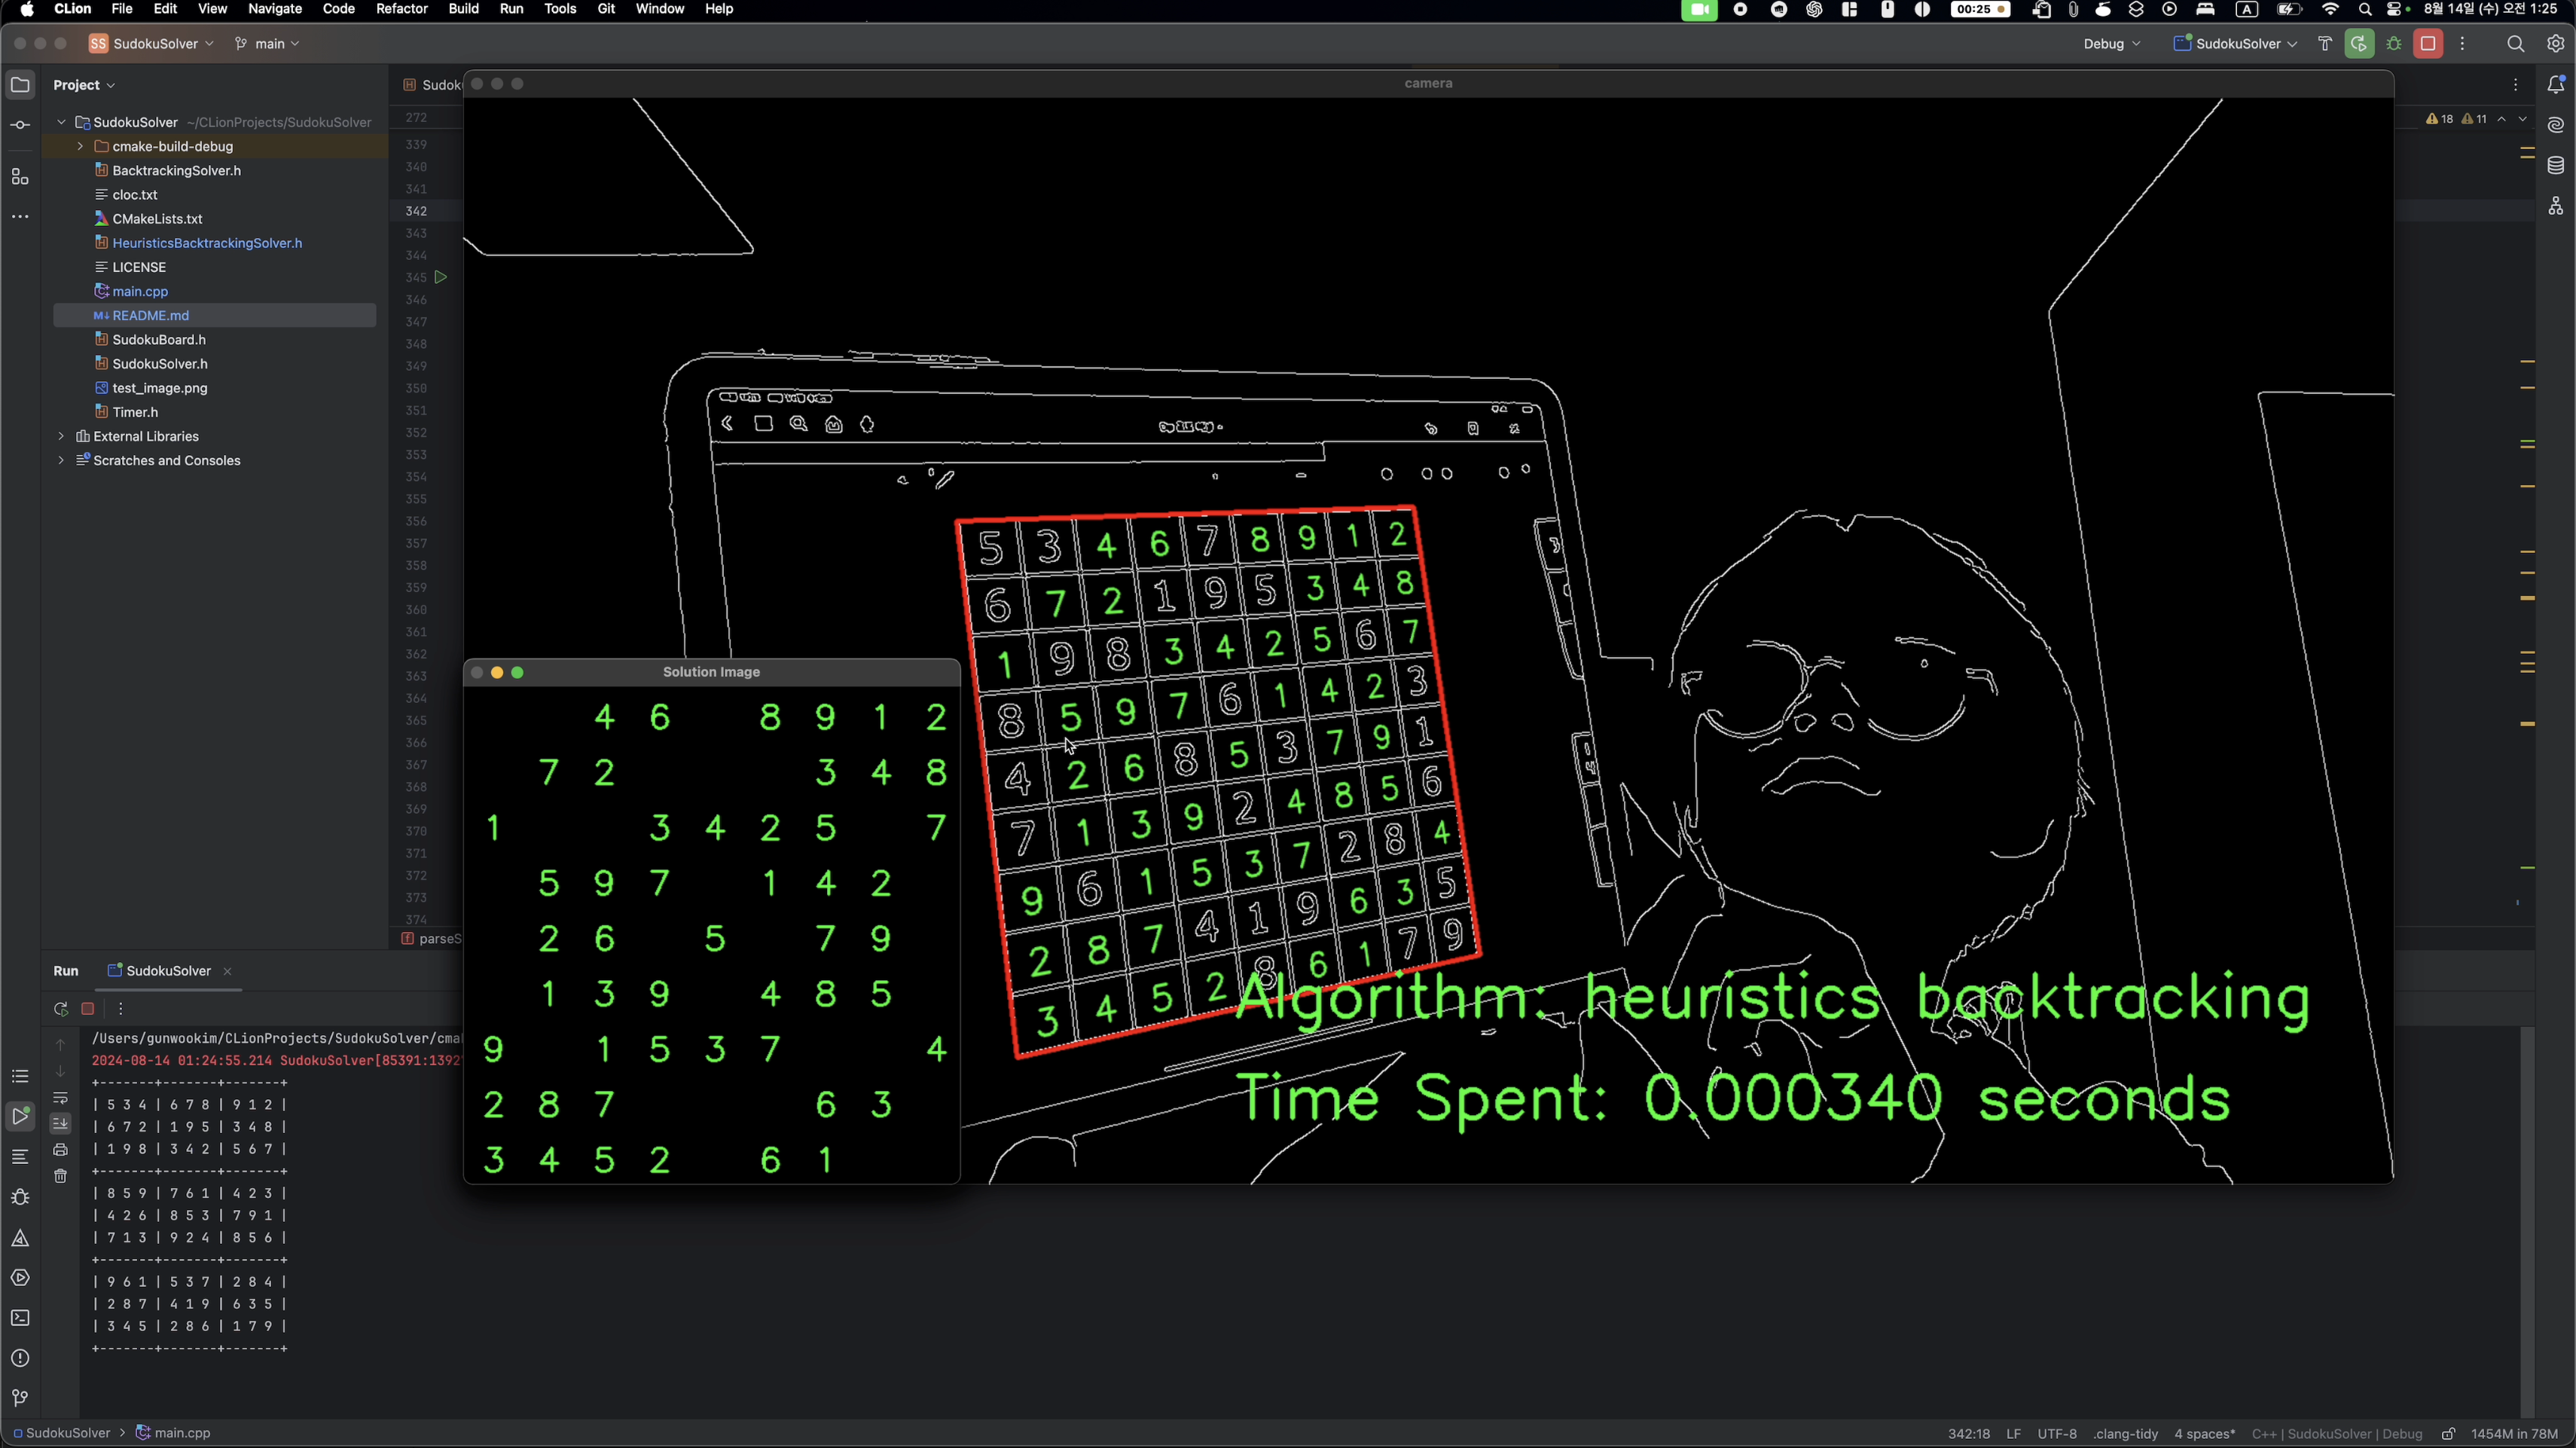 CLion File Edit View Navigate Code Refactor Build Run Tools Git Window Help 00:25 A 8월 14일 (수) 오전 1:25
SS SudokuSolver main Debug SudokuSolver
Project
camera
SudokuSolver ~/CLionProjects/SudokuSolver
cmake-build-debug
BacktrackingSolver.h
cloc.txt
CMakeLists.txt
HeuristicsBacktrackingSolver.h
LICENSE
main.cpp
README.md
SudokuBoard.h
SudokuSolver.h
test_image.png
Timer.h
External Libraries
Scratches and Consoles
272
339
340
341
342
343
344
345
346
347
348
349
350
351
352
353
354
355
356
357
358
359
360
361
362
363
364
365
366
367
368
369
370
371
372
373
374
18 11
5 3 4 6 7 8 9 1 2
6 7 2 1 9 5 3 4 8
1 9 8 3 4 2 5 6 7
8 5 9 7 6 1 4 2 3
4 2 6 8 5 3 7 9 1
7 1 3 9 2 4 8 5 6
9 6 1 5 3 7 2 8 4
2 8 7 4 1 9 6 3 5
3 4 5 2 8 6 1 7 9
Algorithm: heuristics backtracking
Time Spent: 0.000340 seconds
Solution Image
4 6 8 9 1 2
7 2 3 4 8
1 3 4 2 5 7
5 9 7 1 4 2
2 6 5 7 9
1 3 9 4 8 5
9 1 5 3 7 4
2 8 7 6 3
3 4 5 2 6 1
Run SudokuSolver
/Users/gunwookim/CLionProjects/SudokuSolver/cma
2024-08-14 01:24:55.214 SudokuSolver[85391:1392
+-------+-------+-------+
| 5 3 4 | 6 7 8 | 9 1 2 |
| 6 7 2 | 1 9 5 | 3 4 8 |
| 1 9 8 | 3 4 2 | 5 6 7 |
+-------+-------+-------+
| 8 5 9 | 7 6 1 | 4 2 3 |
| 4 2 6 | 8 5 3 | 7 9 1 |
| 7 1 3 | 9 2 4 | 8 5 6 |
+-------+-------+-------+
| 9 6 1 | 5 3 7 | 2 8 4 |
| 2 8 7 | 4 1 9 | 6 3 5 |
| 3 4 5 | 2 8 6 | 1 7 9 |
+-------+-------+-------+
SudokuSolver > main.cpp 342:18 LF UTF-8 .clang-tidy 4 spaces* C++ | SudokuSolver | Debug 1454M in 78M